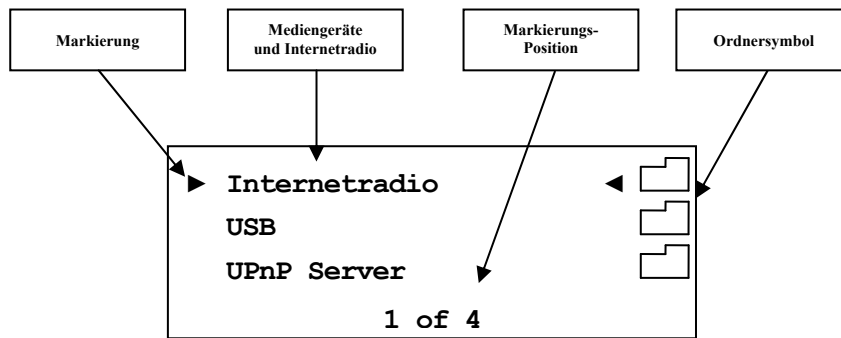 Markierung
Mediengeräte
und Internetradio
Markierungs-
Position
Ordnersymbol
Internetradio
USB
UPnP Server
1 of 4